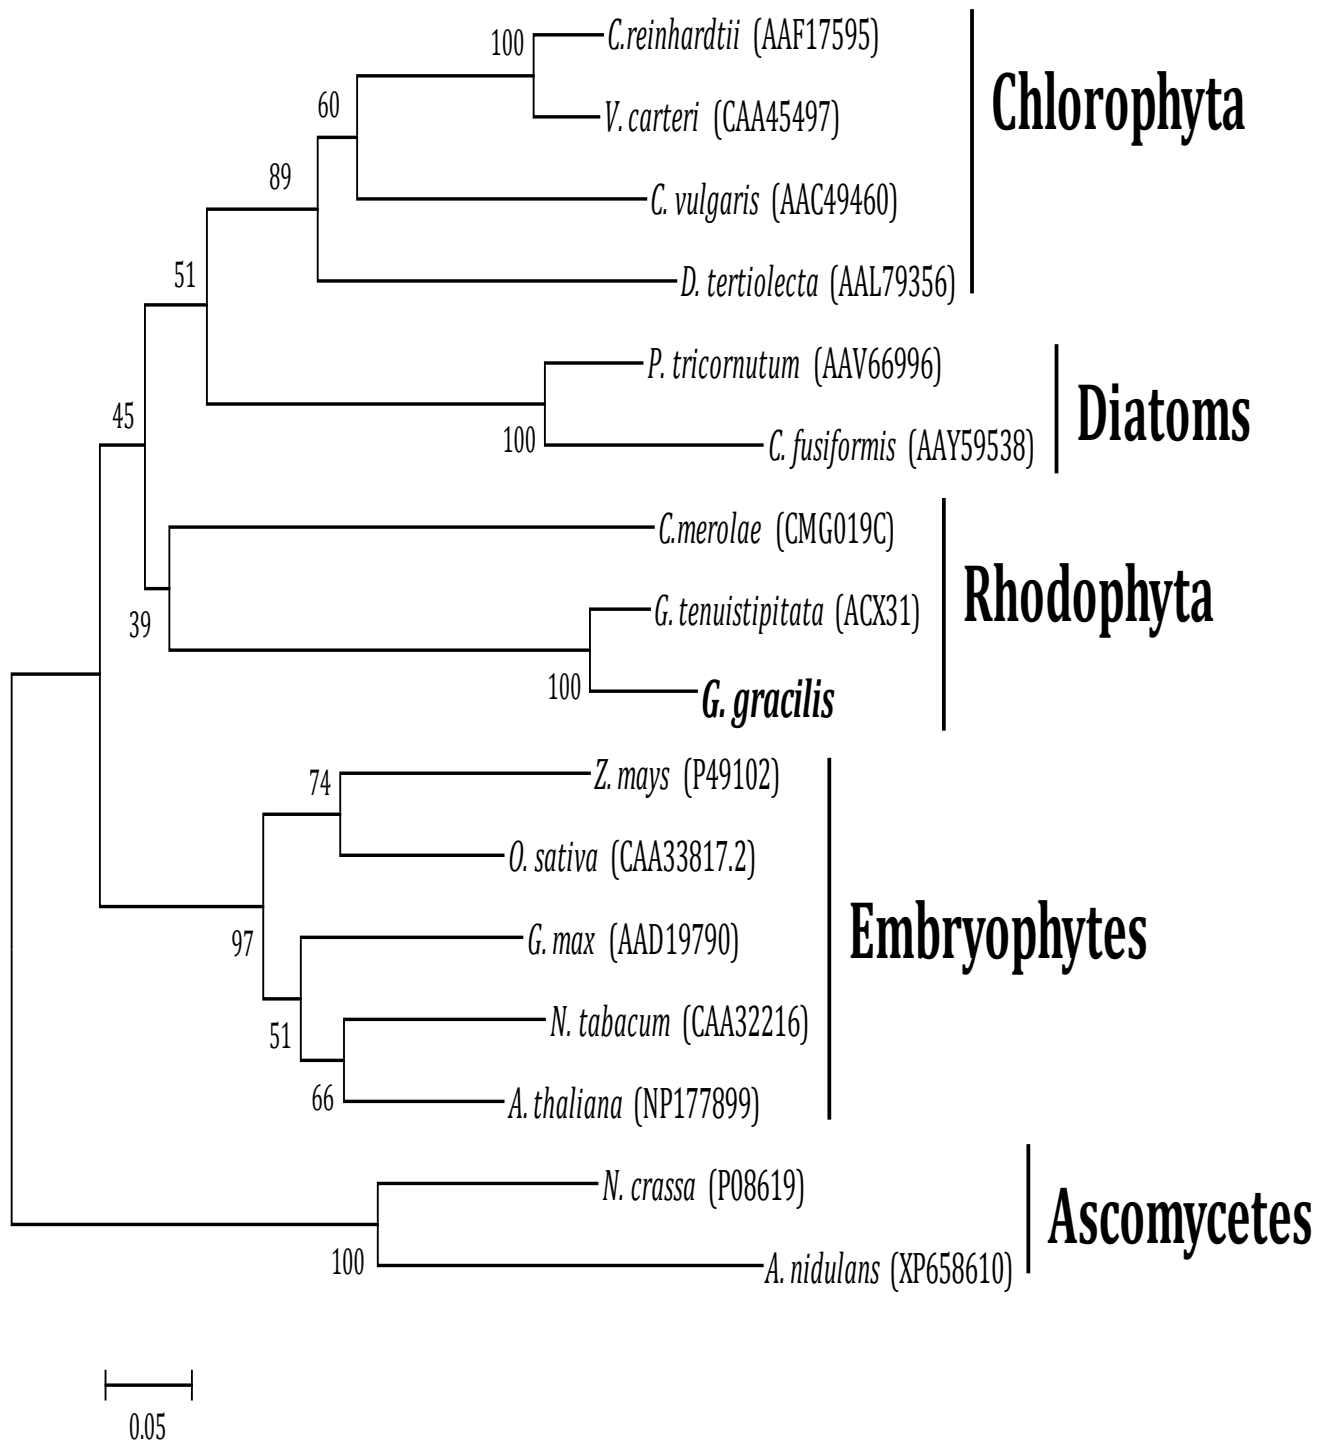 100
C.reinhardtii (AAF17595)
V. carteri (CAA45497)
60
C. vulgaris (AAC49460)
89
D. tertiolecta (AAL79356)
Chlorophyta
51
P. tricornutum (AAV66996)
100
C. fusiformis (AAY59538)
Diatoms
45
C.merolae (CMG019C)
39
G. tenuistipitata (ACX31)
100
G. gracilis
Rhodophyta
74
Z. mays (P49102)
O. sativa (CAA33817.2)
97
G. max (AAD19790)
51
N. tabacum (CAA32216)
66
A. thaliana (NP177899)
Embryophytes
N. crassa (P08619)
100
A. nidulans (XP658610)
Ascomycetes
0.05